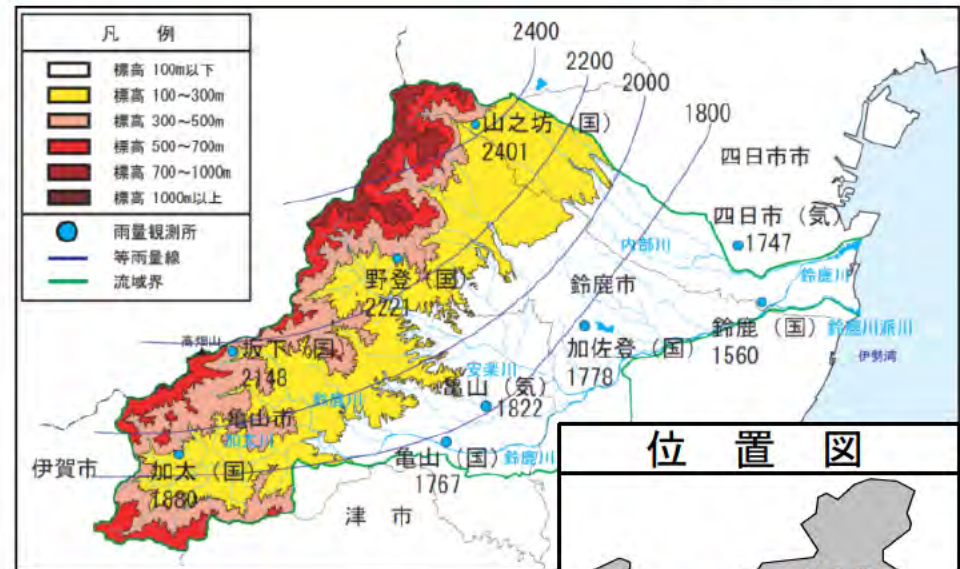 凡 例
標高 100m以下
標高 100～300m
標高 300～500m
標高 500～700m
標高 700～1000m
標高 1000m以上
雨量観測所
等雨量線
流域界
2400
2200
2000
1800
山之坊（国）
2401
四日市市
四日市（気）
1747
内部川
鈴鹿川
野登（国）
2221
鈴鹿市
高畑山
坂下（国）
2148
加佐登（国）
1778
鈴鹿（国）
1560
鈴鹿川派川
伊勢湾
安楽川
鈴鹿川
亀山（気）
1822
亀山市
加太川
伊賀市
加太（国）
1880
亀山（国）
1767
鈴鹿川
津 市
位 置 図